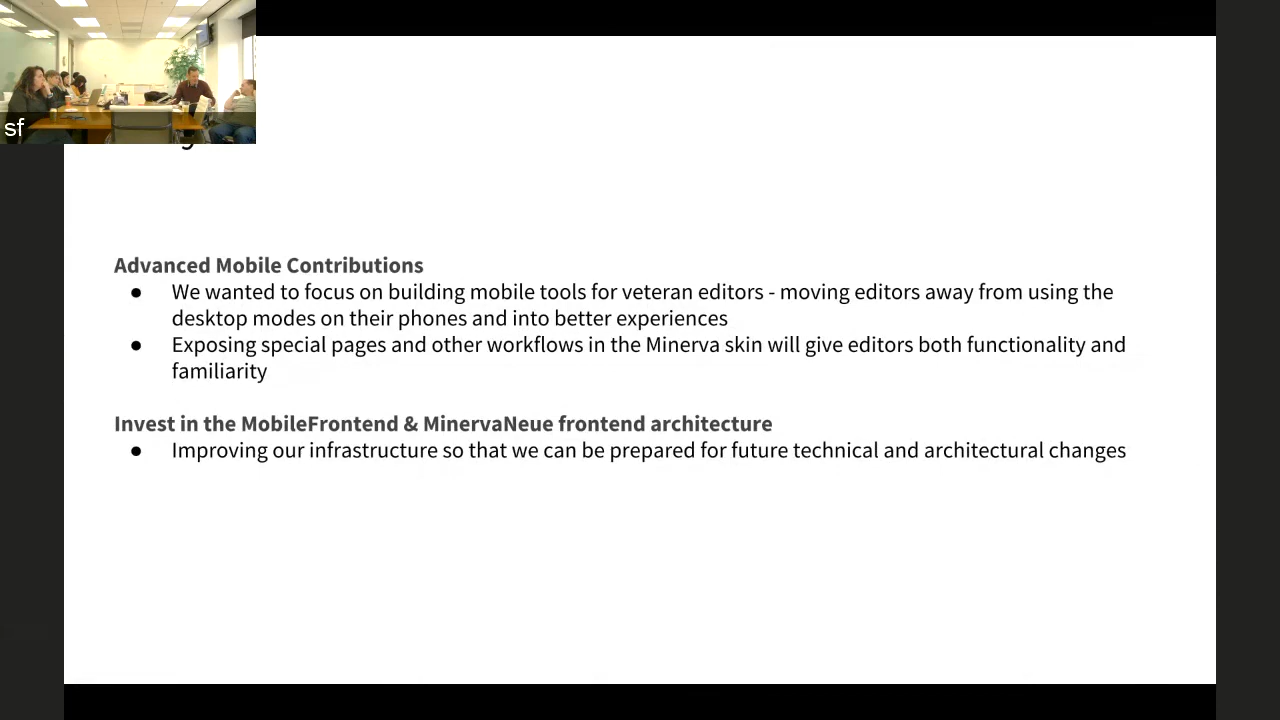 sf
Advanced Mobile Contributions
● We wanted to focus on building mobile tools for veteran editors - moving editors away from using the
desktop modes on their phones and into better experiences
● Exposing special pages and other workflows in the Minerva skin will give editors both functionality and
familiarity
Invest in the MobileFrontend & MinervaNeue frontend architecture
● Improving our infrastructure so that we can be prepared for future technical and architectural changes